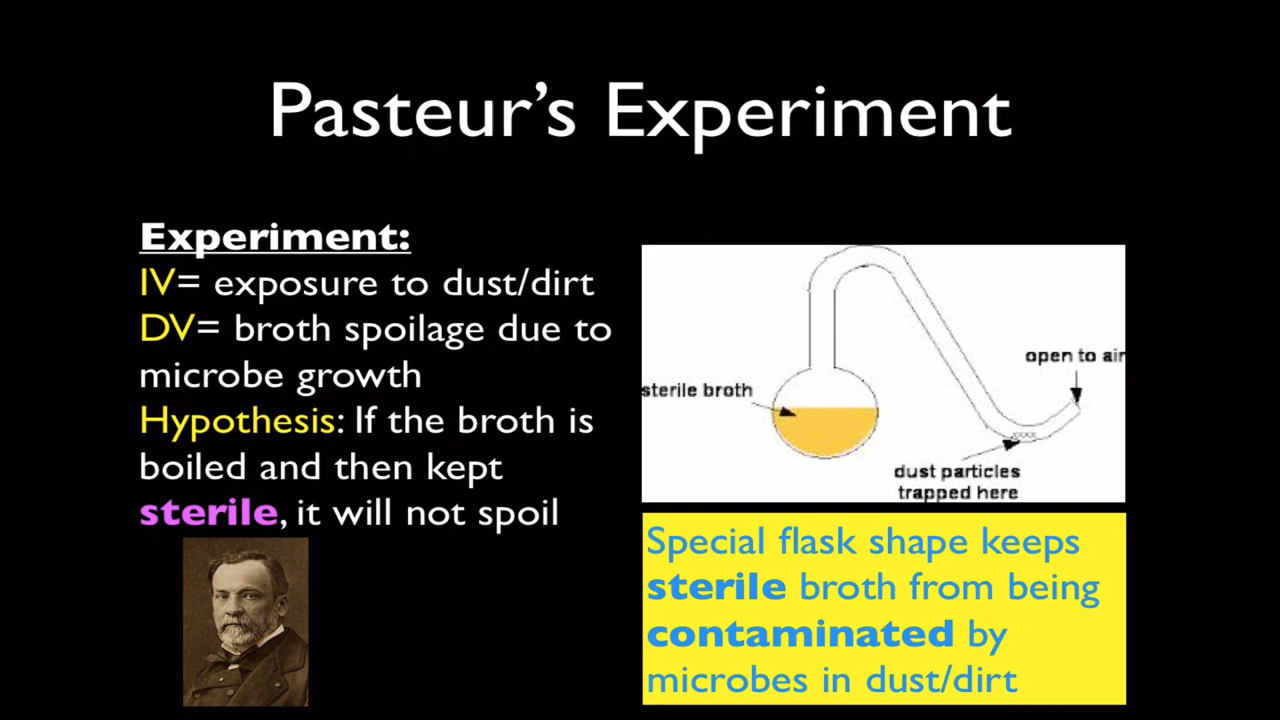 Pasteur's Experiment
Experiment:
IV= exposure to dust/dirt
DV= broth spoilage due to
microbe growth
Hypothesis: If the broth is
boiled and then kept
sterile, it will not spoil
open to air
sterile broth
dust particles
trapped here
Special flask shape keeps
sterile broth from being
contaminated by
microbes in dust/dirt